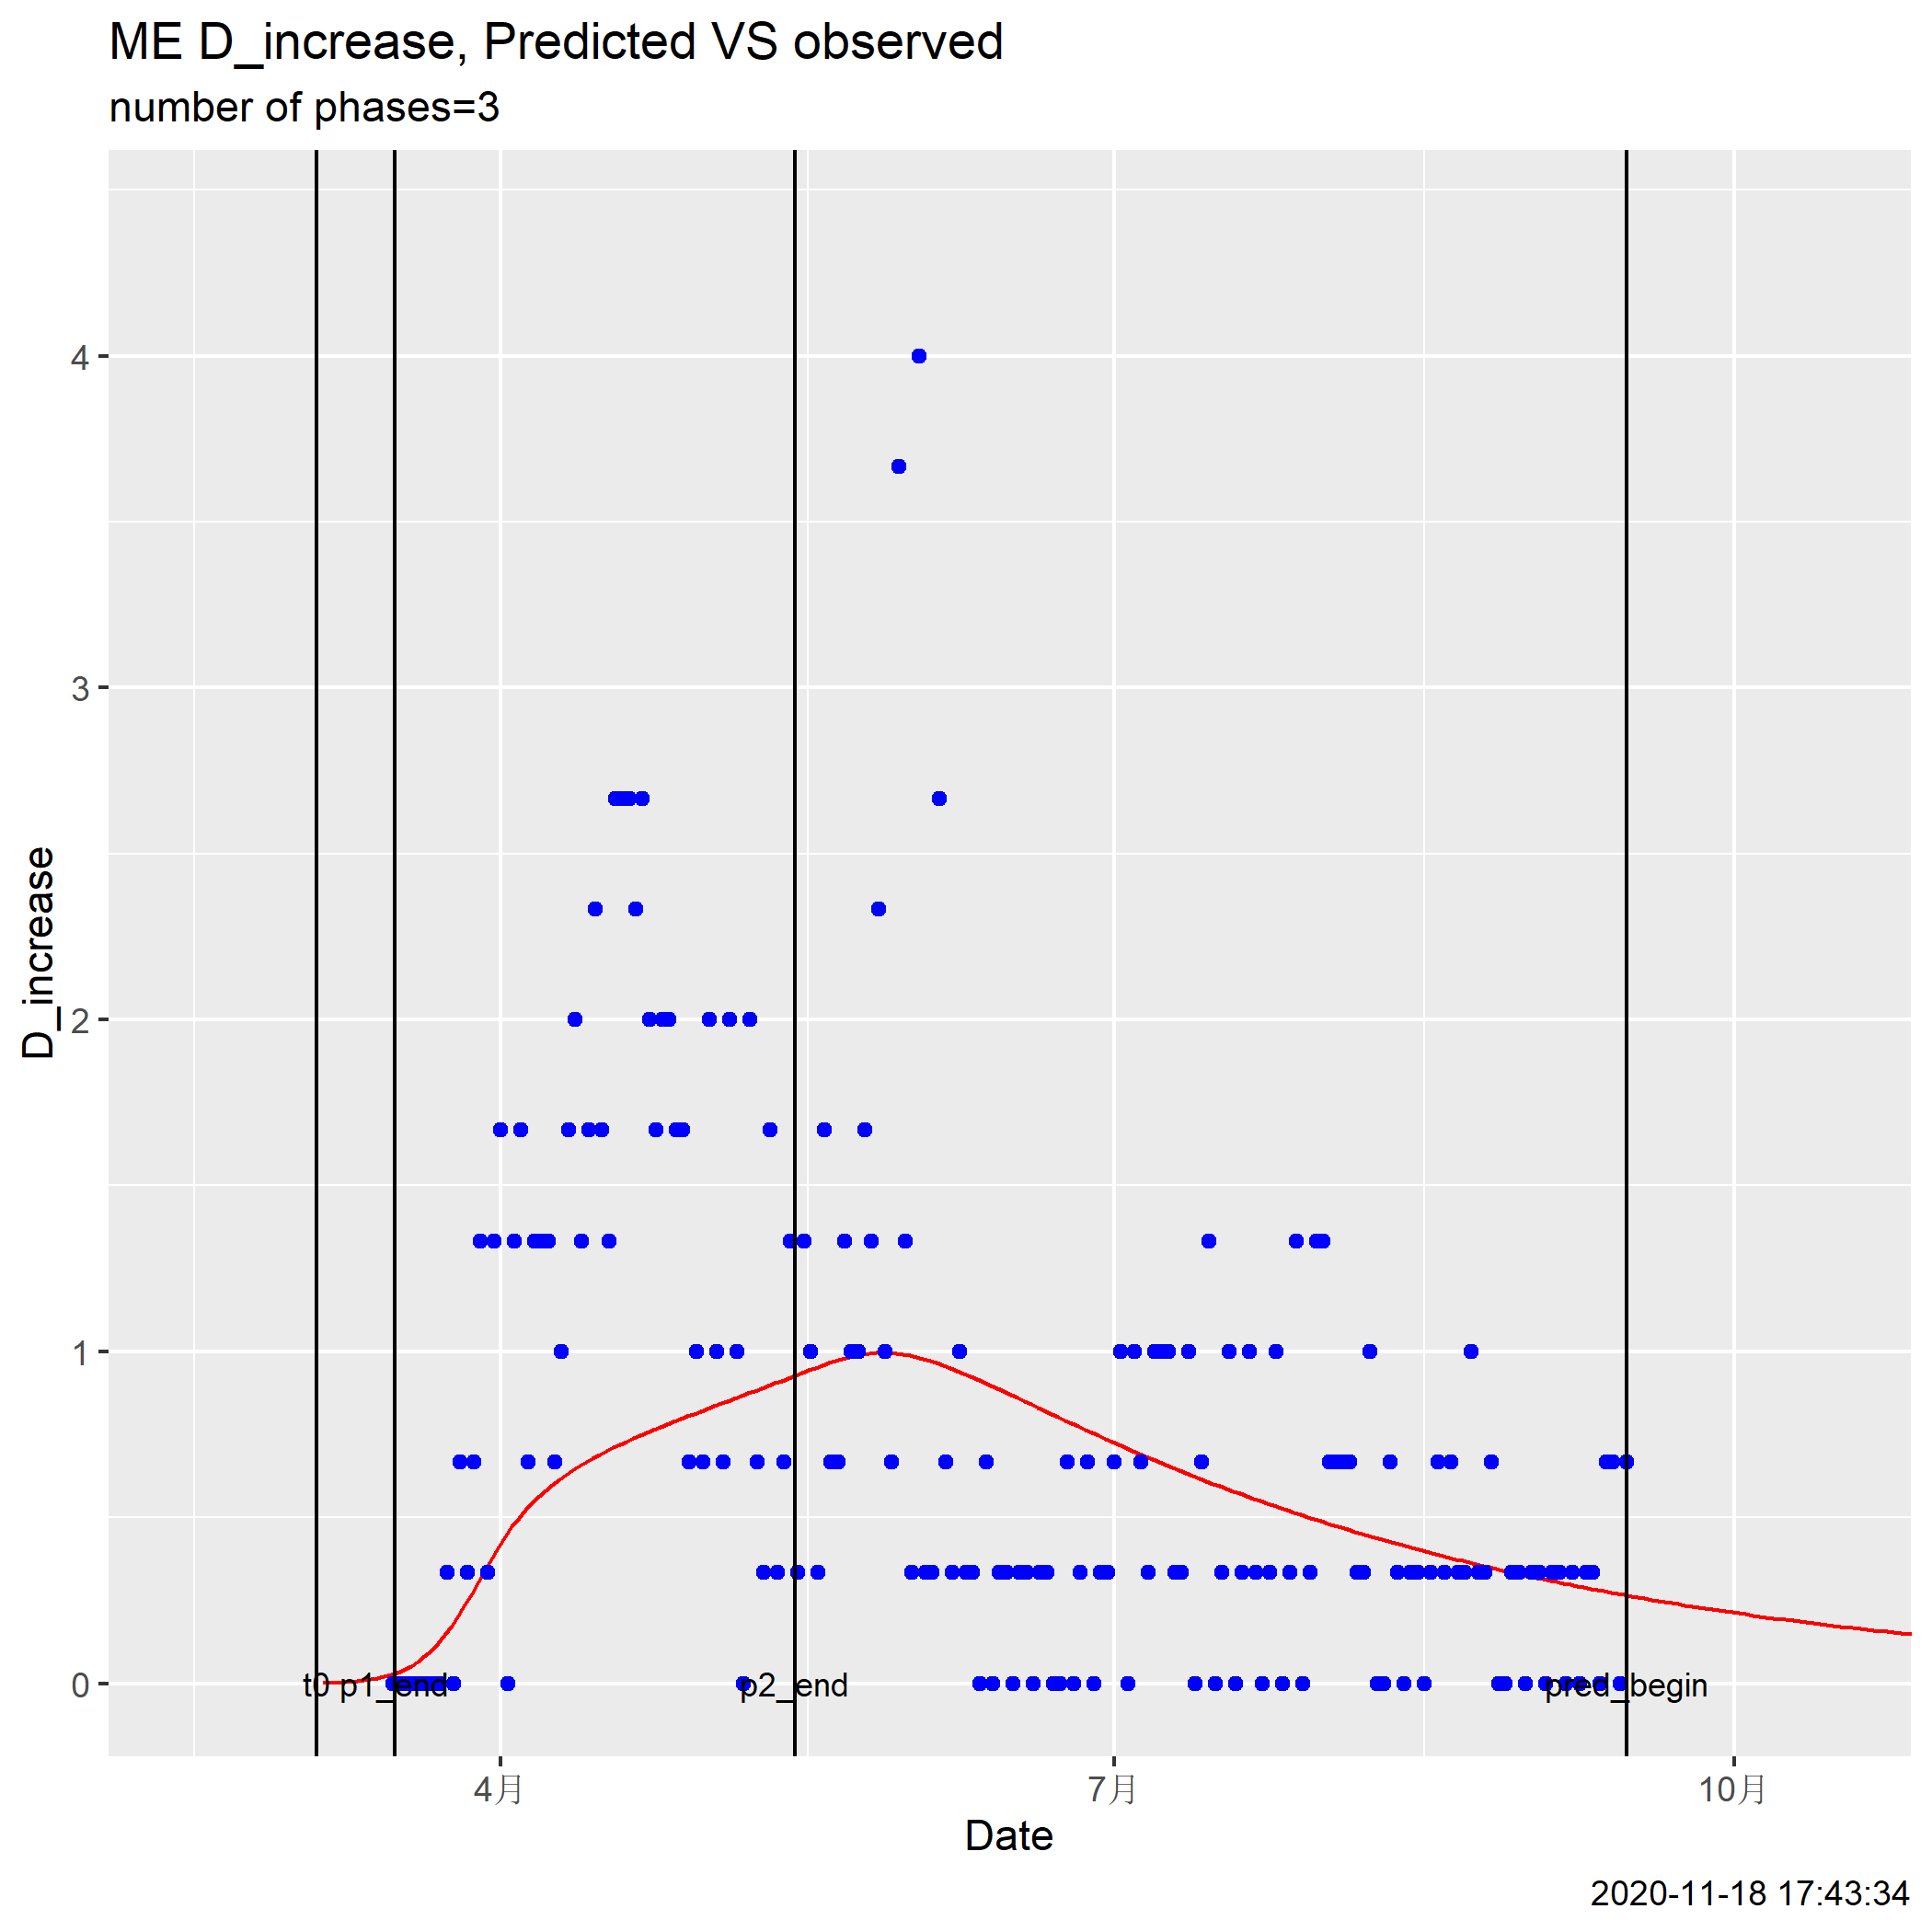 ME D_increase, Predicted VS observed
number of phases=3
D_increase
4
3
2
1
0
t0 p1_end p2_end pred_begin
4月 7月 10月
Date
2020-11-18 17:43:34